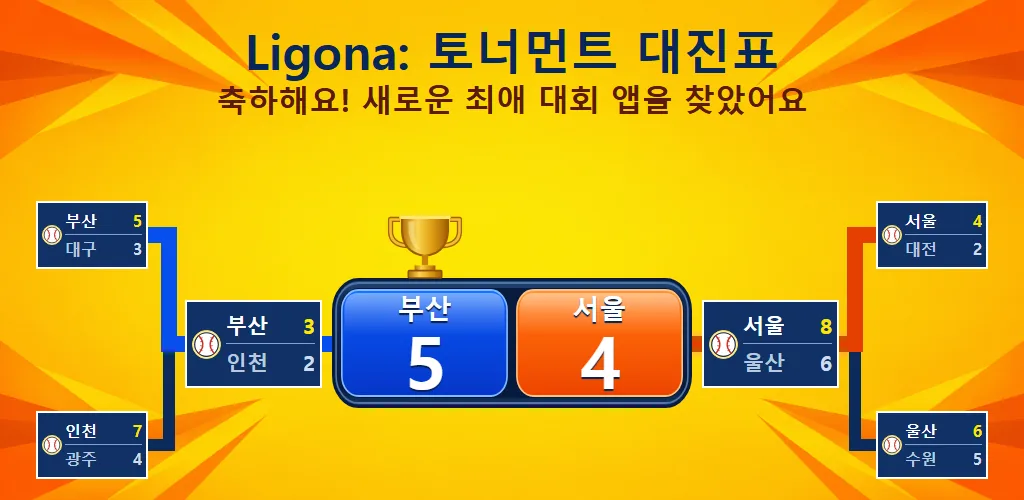 Ligona: 토너먼트 대진표
축하해요! 새로운 최애 대회 앱을 찾았어요
부산 5
대구 3
인천 7
광주 4
부산 3
인천 2
부산
5
서울
4
서울 8
울산 6
서울 4
대전 2
울산 6
수원 5